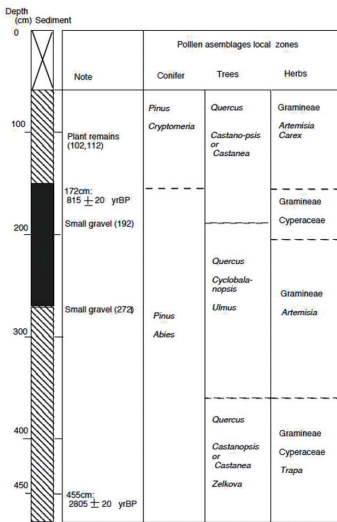 Depth
(cm) Sediment
0
Polllen asemblages local zones
Note
Conifer
Trees
Herbs
Pinus
Cryptomeria
Quercus
Castano-psis
or
Castanea
Gramineae
Artemisia
Carex
100
Plant remains
(102,112)
172cm:
815 ± 20 yrBP
Small gravel (192)
Gramineae
Cyperaceae
200
Quercus
Cyclobala-
nopsis
Ulmus
Small gravel (272)
Pinus
Abies
Gramineae
Artemisia
300
Quercus
Castanopsis
or
Castanea
Zelkova
Gramineae
Cyperaceae
Trapa
400
450
455cm:
2805 ± 20 yrBP